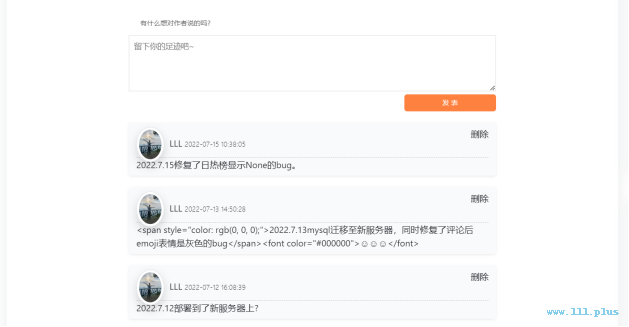 有什么想对作者说的吗?
留下你的足迹吧~
发 表
LLL 2022-07-15 10:38:05
删除
2022.7.15修复了日热榜显示None的bug。
LLL 2022-07-13 14:50:28
删除
<span style="color: rgb(0, 0, 0);">2022.7.13mysql迁移至新服务器，同时修复了评论后
emoji表情是灰色的bug</span><font color="#000000">☺☺☺</font>
LLL 2022-07-12 16:08:39
删除
2022.7.12部署到了新服务器上?
www.lll.plus